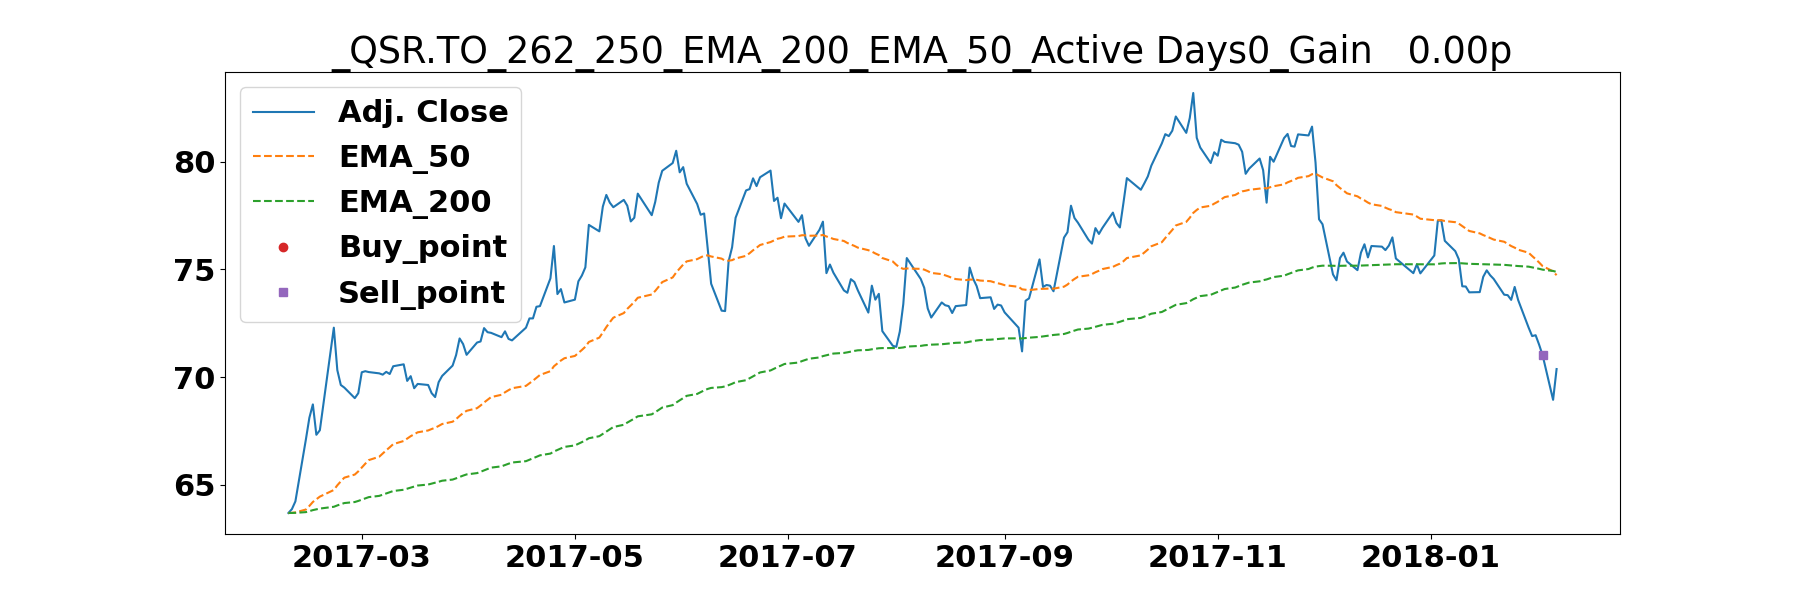 _QSR.TO_262_250_EMA_200_EMA_50_Active Days0_Gain   0.00p
Adj. Close
EMA_50
EMA_200
Buy_point
Sell_point
80
75
70
65
2017-03 2017-05 2017-07 2017-09 2017-11 2018-01